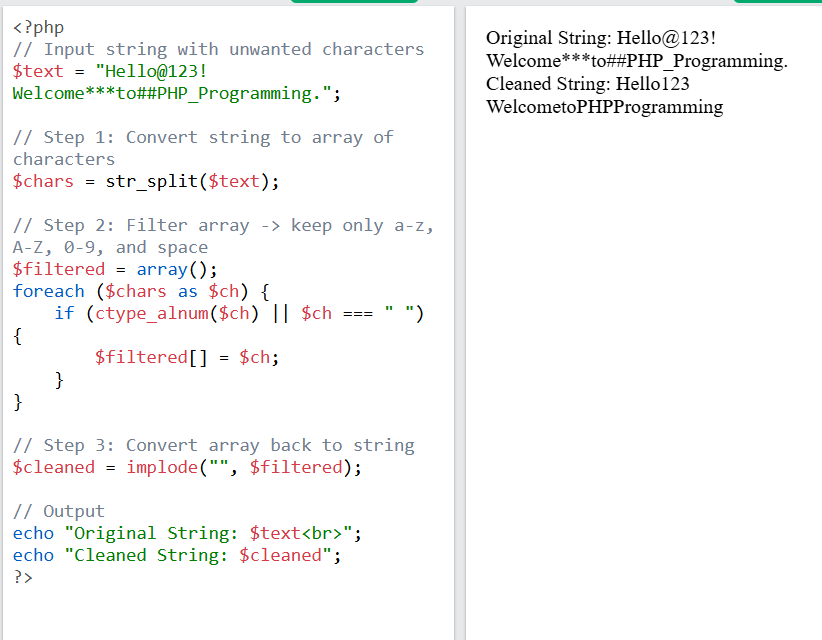 <?php
// Input string with unwanted characters
$text = "Hello@123!
Welcome***to##PHP_Programming.";

// Step 1: Convert string to array of
characters
$chars = str_split($text);

// Step 2: Filter array -> keep only a-z,
A-Z, 0-9, and space
$filtered = array();
foreach ($chars as $ch) {
    if (ctype_alnum($ch) || $ch === " ")
{
        $filtered[] = $ch;
    }
}

// Step 3: Convert array back to string
$cleaned = implode("", $filtered);

// Output
echo "Original String: $text<br>";
echo "Cleaned String: $cleaned";
?>

Original String: Hello@123!
Welcome***to##PHP_Programming.
Cleaned String: Hello123
WelcometoPHPProgramming